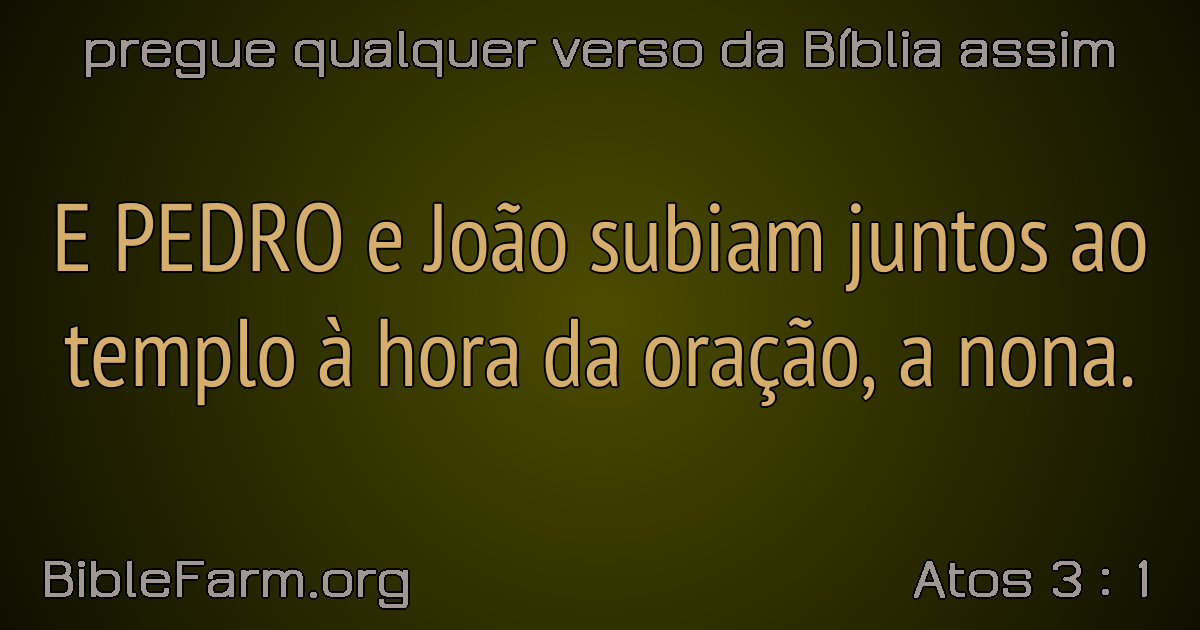 pregue qualquer verso da Bíblia assim
E PEDRO e João subiam juntos ao
templo à hora da oração, a nona.
BibleFarm.org
Atos 3 : 1